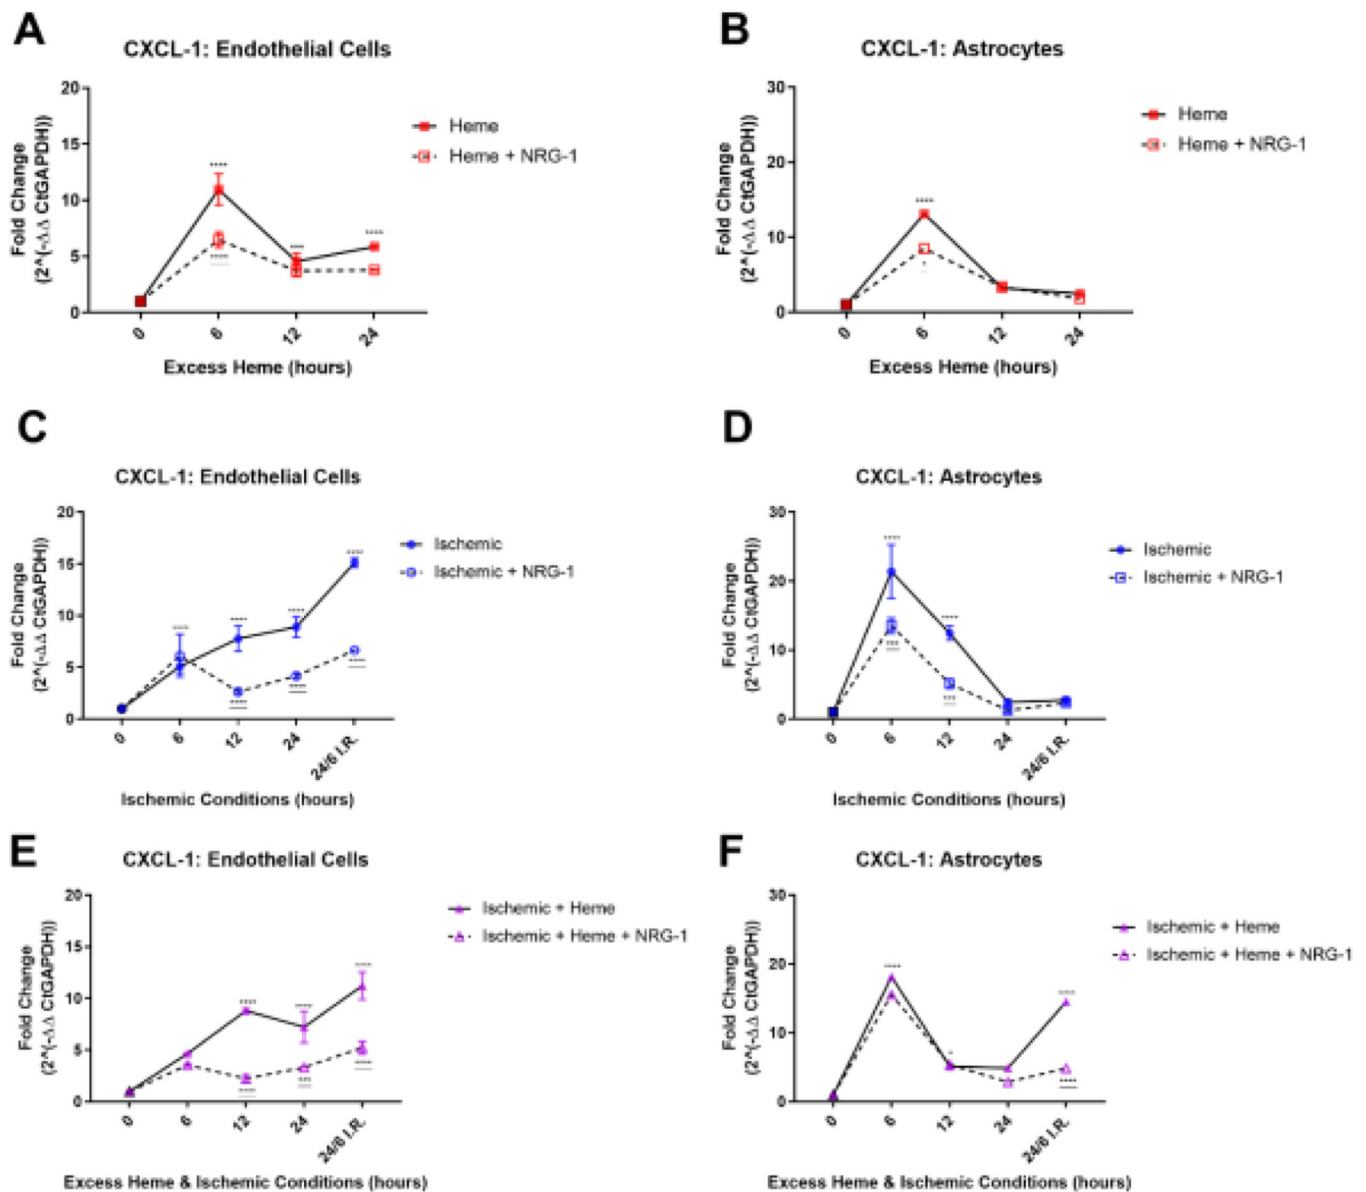 A
CXCL-1: Endothelial Cells
Fold Change
(2^(-ΔΔ CtGAPDH))
20
15
10
5
0
****
****
***
****
Heme
Heme + NRG-1
0
6
12
24
Excess Heme (hours)
B
CXCL-1: Astrocytes
Fold Change
(2^(-ΔΔ CtGAPDH))
30
20
10
0
****
*
Heme
Heme + NRG-1
0
6
12
24
Excess Heme (hours)
C
CXCL-1: Endothelial Cells
Fold Change
(2^(-ΔΔ CtGAPDH))
20
15
10
5
0
****
****
****
****
****
****
****
Ischemic
Ischemic + NRG-1
0
6
12
24
24/6 I.R.
Ischemic Conditions (hours)
D
CXCL-1: Astrocytes
Fold Change
(2^(-ΔΔ CtGAPDH))
30
20
10
0
****
***
****
***
Ischemic
Ischemic + NRG-1
0
6
12
24
24/6 I.R.
Ischemic Conditions (hours)
E
CXCL-1: Endothelial Cells
Fold Change
(2^(-ΔΔ CtGAPDH))
20
15
10
5
0
****
****
****
****
***
****
Ischemic + Heme
Ischemic + Heme + NRG-1
0
6
12
24
24/6 I.R.
Excess Heme & Ischemic Conditions (hours)
F
CXCL-1: Astrocytes
Fold Change
(2^(-ΔΔ CtGAPDH))
30
20
10
0
****
*
****
****
Ischemic + Heme
Ischemic + Heme + NRG-1
0
6
12
24
24/6 I.R.
Excess Heme & Ischemic Conditions (hours)